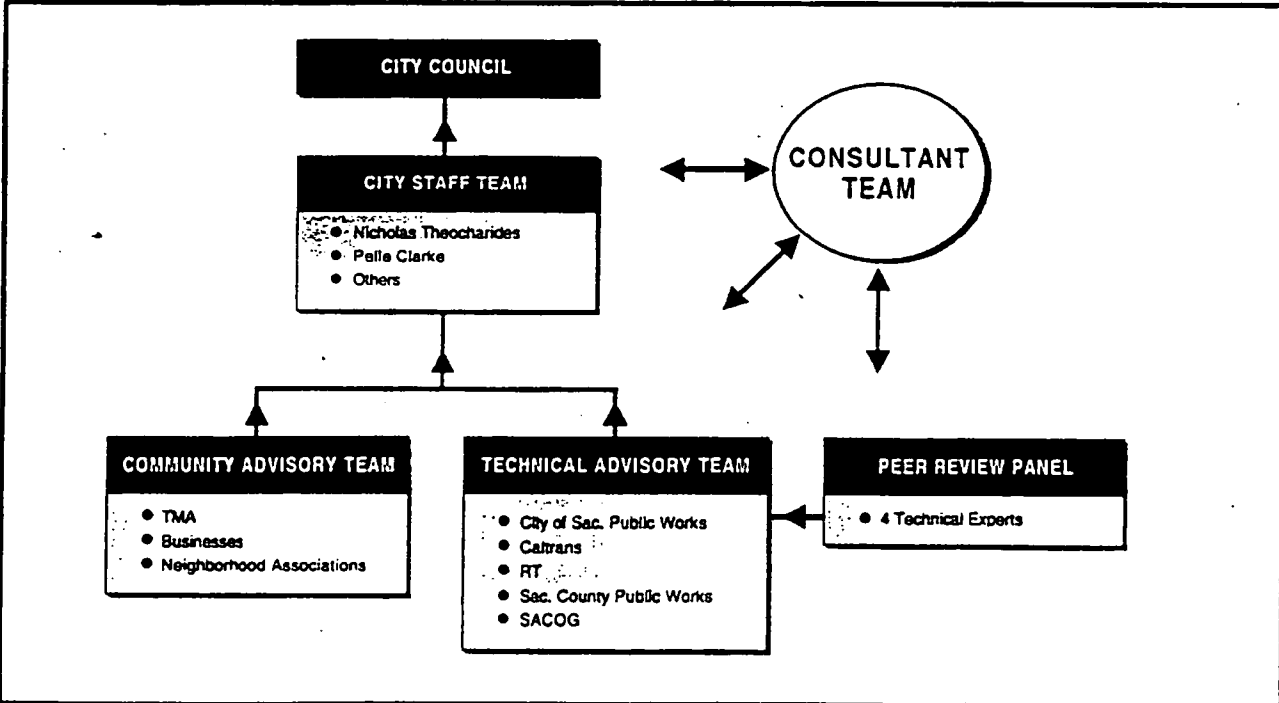 CITY COUNCIL
CONSULTANT
TEAM
CITY STAFF TEAM
Nicholas Theocharides
Pelle Clarke
Others
COMMUNITY ADVISORY TEAM
TMA
Businesses
Neighborhood Associations
TECHNICAL ADVISORY TEAM
City of Sac. Public Works
Caltrans
RT
Sac. County Public Works
SACOG
PEER REVIEW PANEL
4 Technical Experts